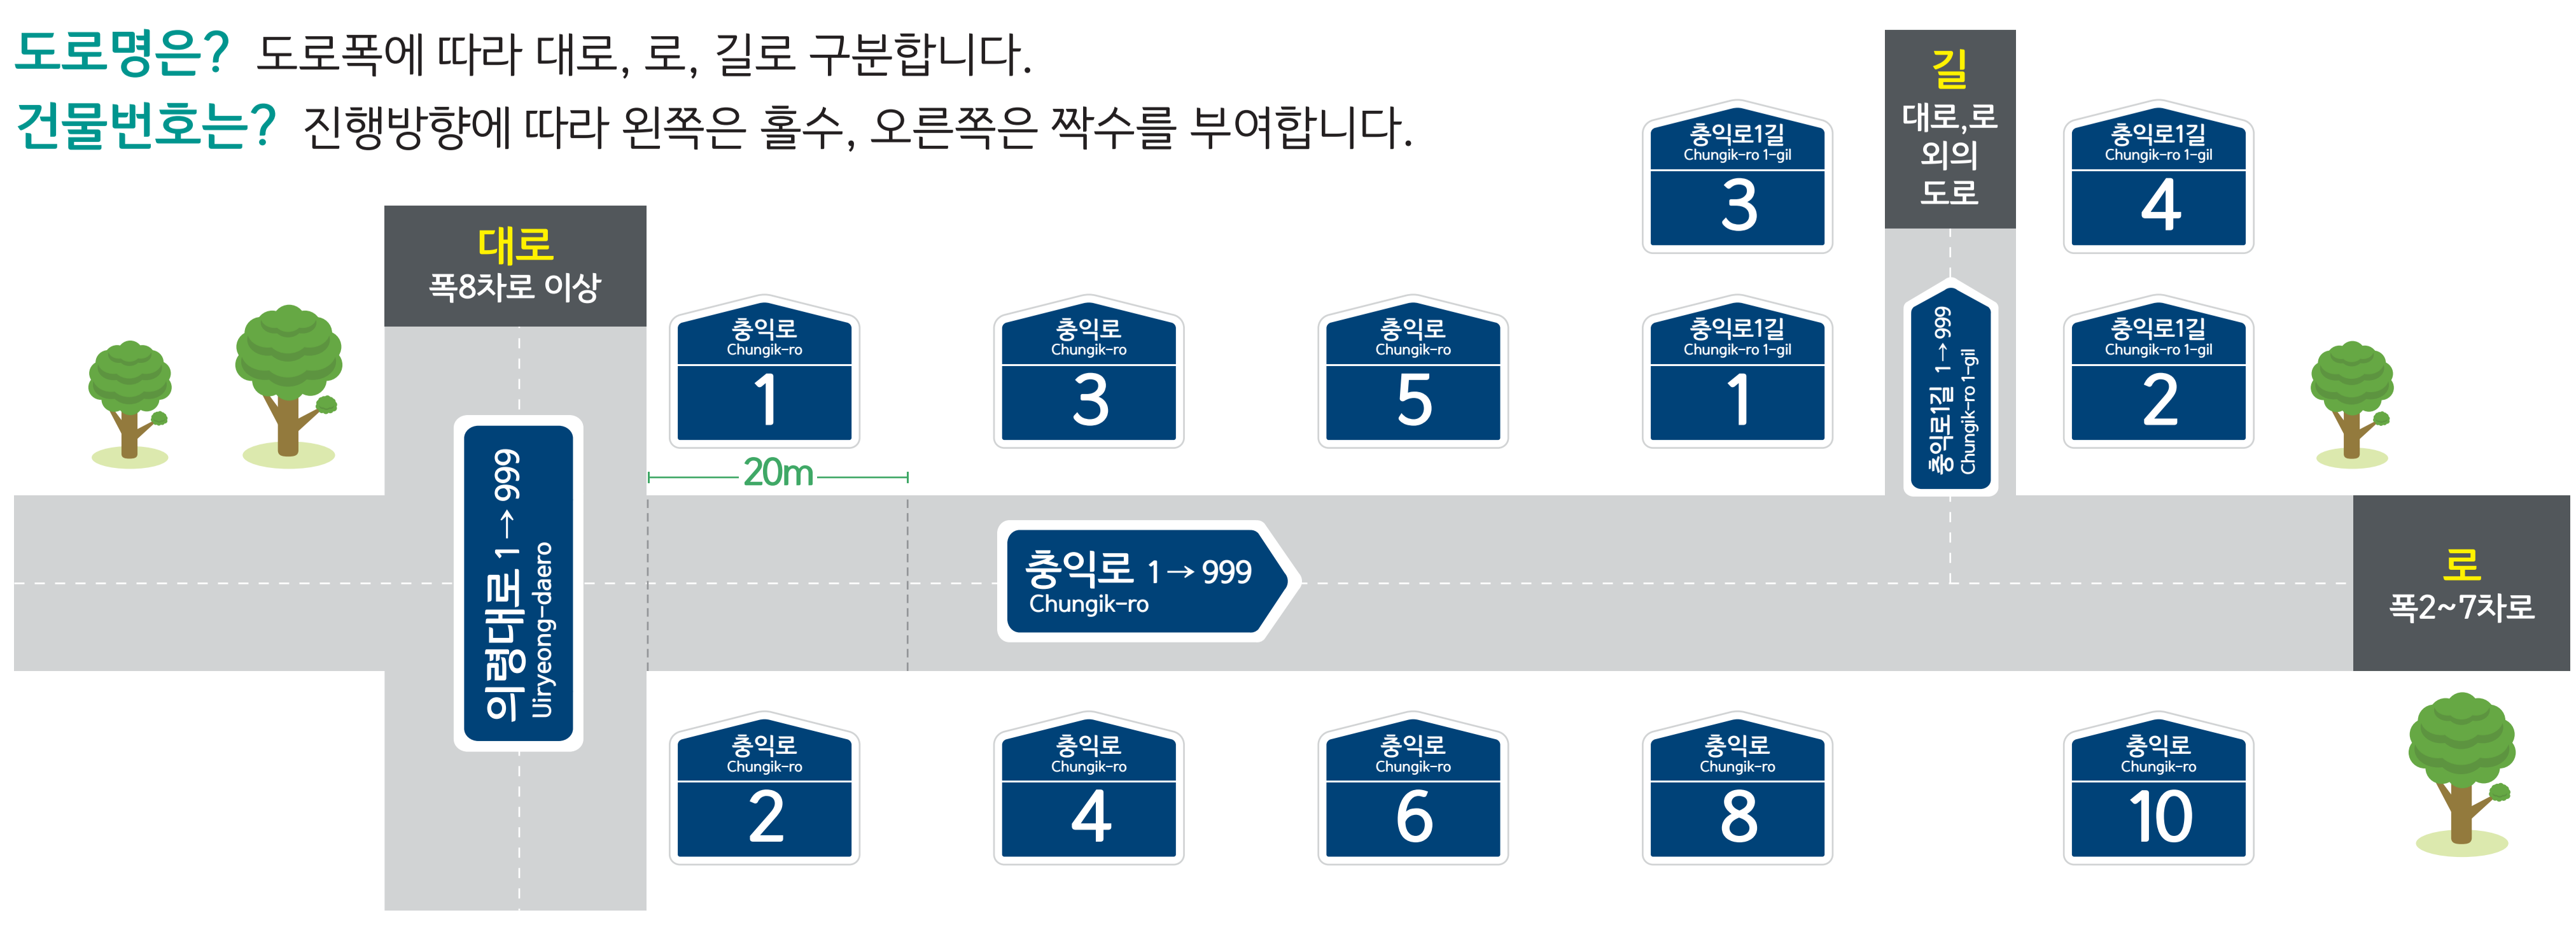 도로명은? 도로폭에 따라 대로, 로, 길로 구분합니다.
건물번호는? 진행방향에 따라 왼쪽은 홀수, 오른쪽은 짝수를 부여합니다.
길
대로,로
외의
도로
충익로1길
Chungik-ro 1-gil
3
충익로1길
Chungik-ro 1-gil
4
대로
폭8차로 이상
충익로
Chungik-ro
1
충익로
Chungik-ro
3
충익로
Chungik-ro
5
충익로1길
Chungik-ro 1-gil
1
충익로1길 1→999
Chungik-ro 1-gil
충익로1길
Chungik-ro 1-gil
2
20m
의령대로 1→999
Uiryeong-daero
충익로 1→999
Chungik-ro
로
폭2~7차로
충익로
Chungik-ro
2
충익로
Chungik-ro
4
충익로
Chungik-ro
6
충익로
Chungik-ro
8
충익로
Chungik-ro
10